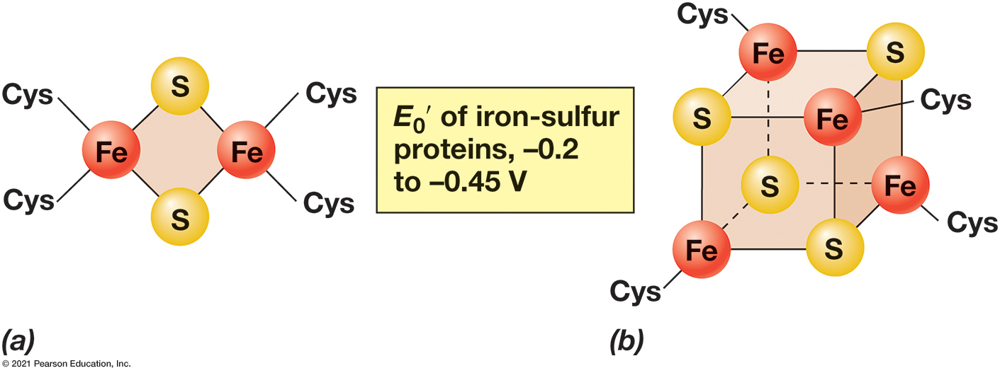 Cys
S
Cys
Fe
Fe
Cys
S
Cys
(a)
E₀′ of iron-sulfur
proteins, –0.2
to –0.45 V
Cys
Fe
S
S
Fe
Cys
S
Fe
Cys
Fe
S
Cys
(b)
© 2021 Pearson Education, Inc.